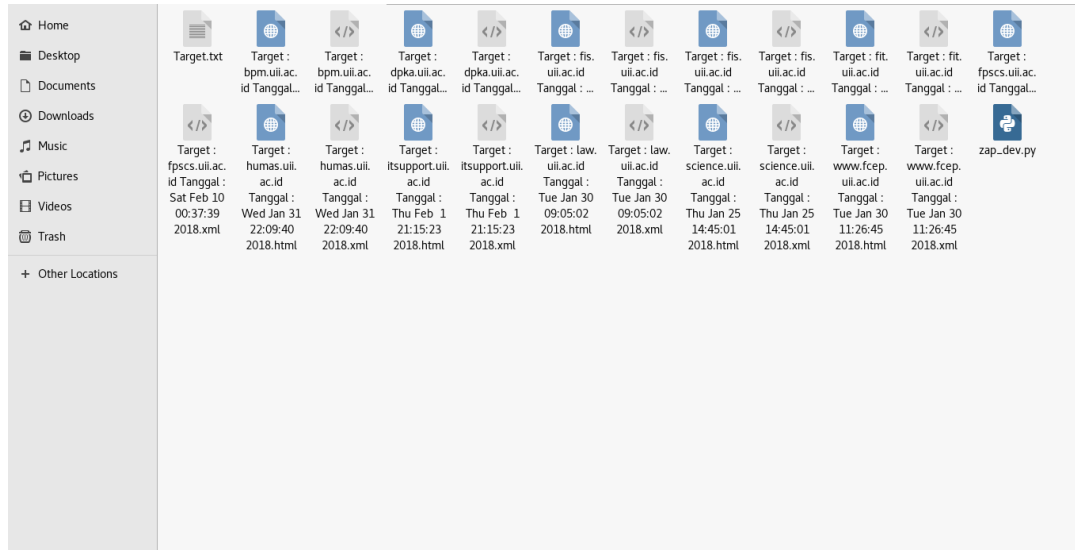 Home
Desktop
Documents
Downloads
Music
Pictures
Videos
Trash
+ Other Locations
Target.txt
Target :
bpm.uii.ac.
id Tanggal...
Target :
bpm.uii.ac.
id Tanggal...
Target :
dpka.uii.ac.
id Tanggal...
Target :
dpka.uii.ac.
id Tanggal...
Target : fis.
uii.ac.id
Tanggal : ...
Target : fis.
uii.ac.id
Tanggal : ...
Target : fis.
uii.ac.id
Tanggal : ...
Target : fis.
uii.ac.id
Tanggal : ...
Target : fit.
uii.ac.id
Tanggal : ...
Target : fit.
uii.ac.id
Tanggal : ...
Target :
fpscs.uii.ac.
id Tanggal...
Target :
fpscs.uii.ac.
id Tanggal :
Sat Feb 10
00:37:39
2018.xml
Target :
humas.uii.
ac.id
Tanggal :
Wed Jan 31
22:09:40
2018.html
Target :
humas.uii.
ac.id
Tanggal :
Wed Jan 31
22:09:40
2018.xml
Target :
itsupport.uii.
ac.id
Tanggal :
Thu Feb 1
21:15:23
2018.html
Target :
itsupport.uii.
ac.id
Tanggal :
Thu Feb 1
21:15:23
2018.xml
Target : law.
uii.ac.id
Tanggal :
Tue Jan 30
09:05:02
2018.html
Target : law.
uii.ac.id
Tanggal :
Tue Jan 30
09:05:02
2018.xml
Target :
science.uii.
ac.id
Tanggal :
Thu Jan 25
14:45:01
2018.html
Target :
science.uii.
ac.id
Tanggal :
Thu Jan 25
14:45:01
2018.xml
Target :
www.fcep.
uii.ac.id
Tanggal :
Tue Jan 30
11:26:45
2018.html
Target :
www.fcep.
uii.ac.id
Tanggal :
Tue Jan 30
11:26:45
2018.xml
zap_dev.py